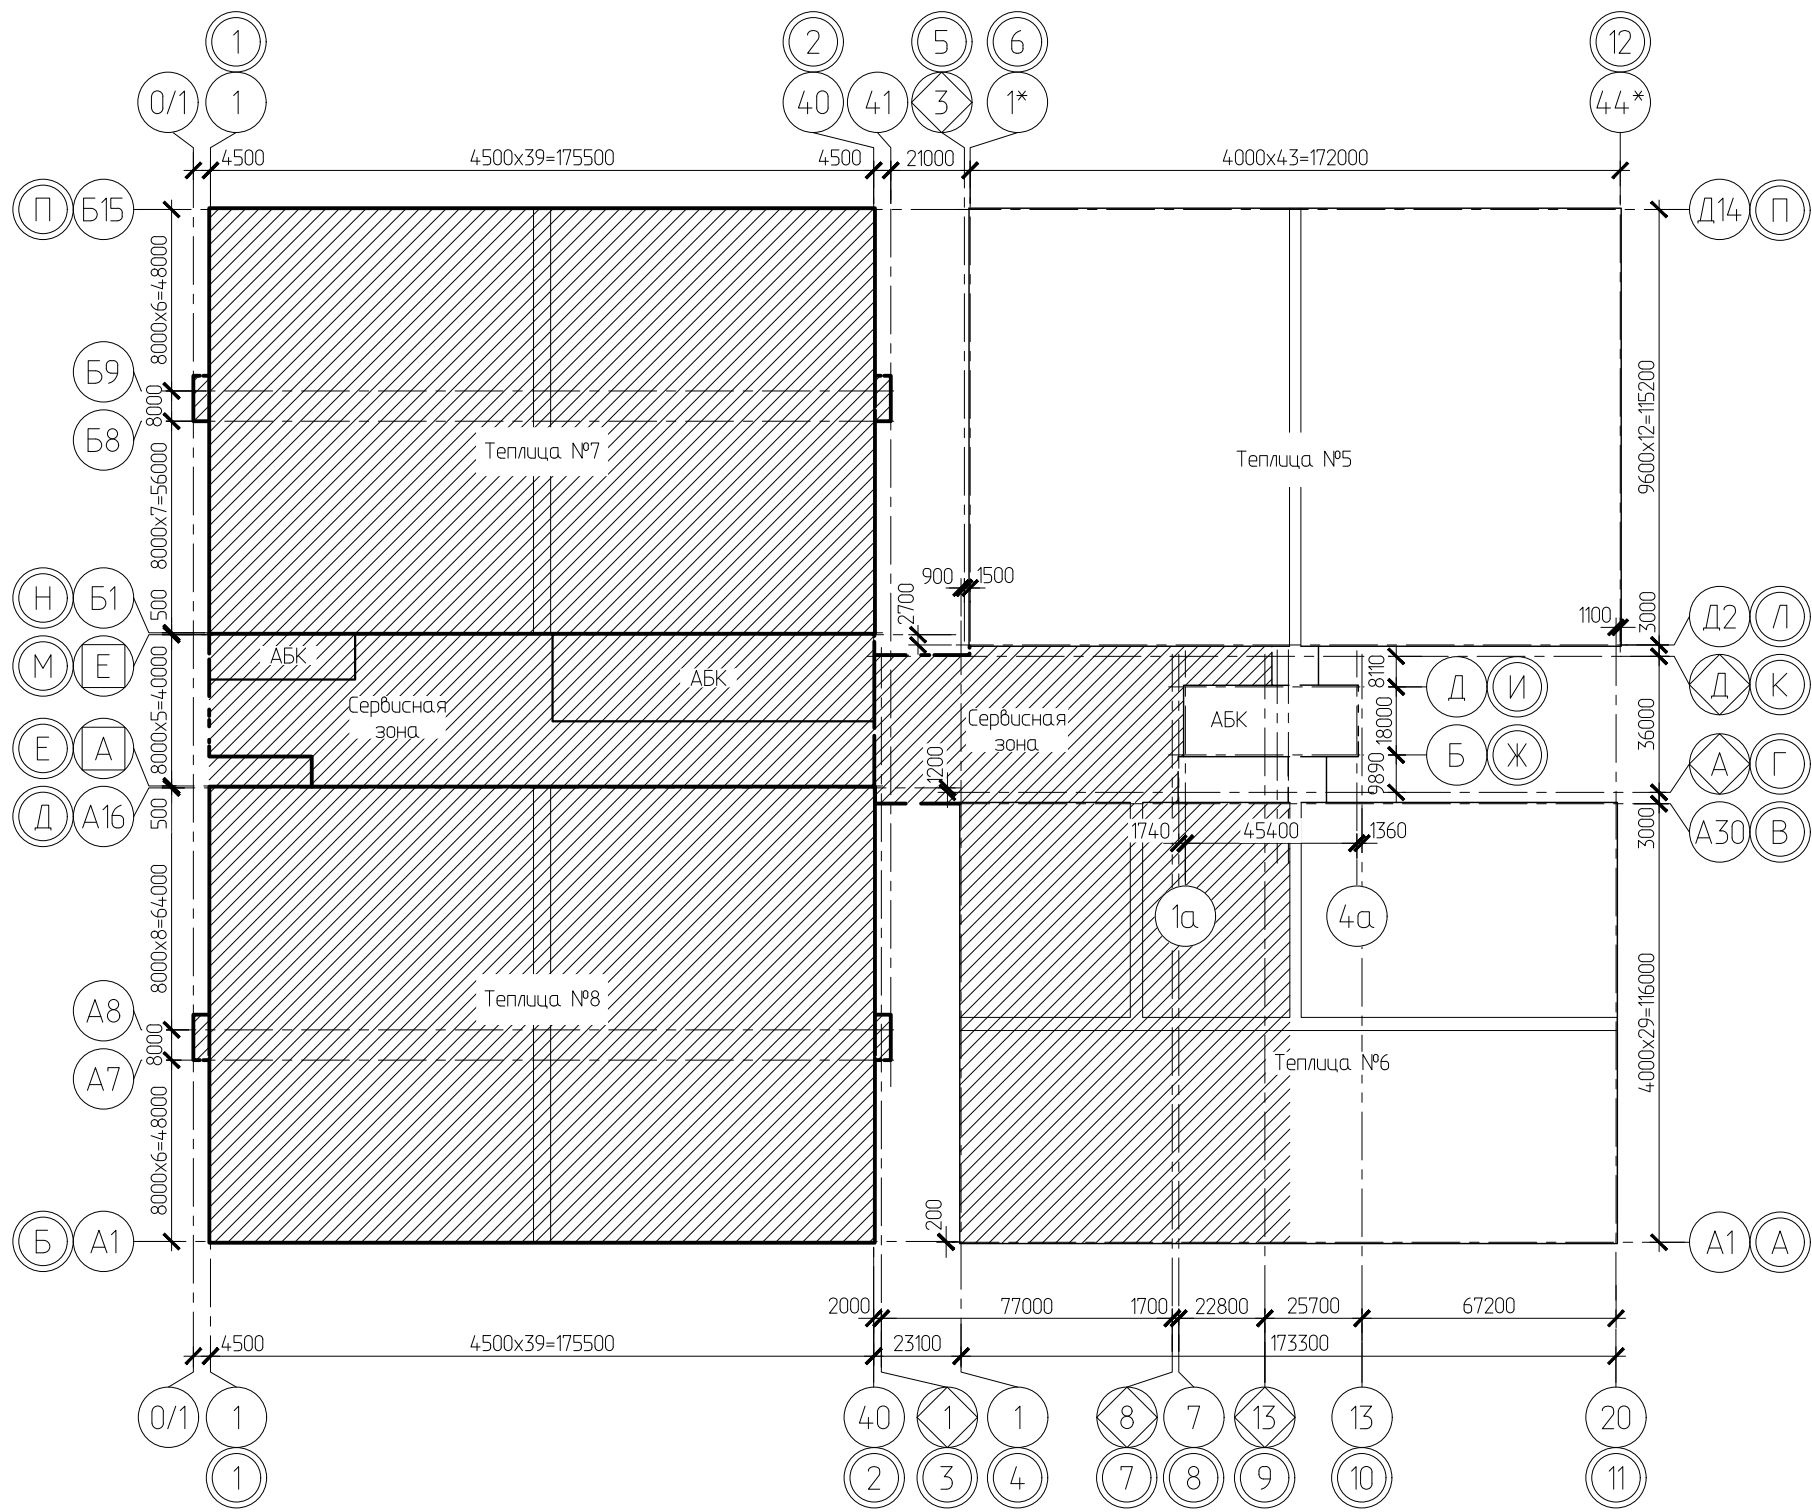 1
2
5
6
12
0/1
1
40
41
3
1*
44*
4500
4500х39=175500
4500
21000
4000х43=172000
П
Б15
Д14
П
8000х6=48000
Б9
8000
Б8
Теплица №7
Теплица №5
9600х12=115200
8000х7=56000
900
1500
Н
Б1
500
2700
1100
3000
Д2
Л
М
Е
АБК
АБК
8110
Д
И
Д
К
8000х5=40000
Сервисная
зона
Сервисная
зона
АБК
18000
36000
Е
А
Б
Ж
А
Г
1200
9890
Д
А16
500
1740
45400
1360
3000
А30
В
8000х8=64000
1а
4а
Теплица №8
А8
8000
А7
Теплица №6
4000х29=116000
8000х6=48000
200
Б
А1
А1
А
2000
77000
1700
22800
25700
67200
4500
4500х39=175500
23100
173300
0/1
1
40
1
1
8
7
13
13
20
1
2
3
4
7
8
9
10
11